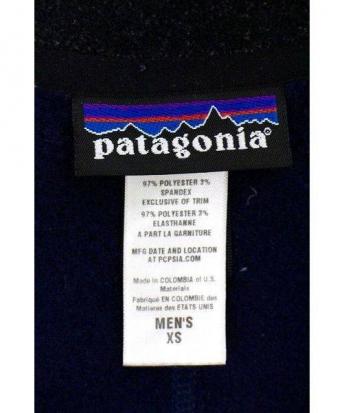 patagonia®
97% POLYESTER 3%
SPANDEX
EXCLUSIVE OF TRIM
97% POLYESTER 3%
ELASTHANNE
A PART LA GARNITURE
MFG DATE AND LOCATION
AT PCPSIA.COM
Made in COLOMBIA of U.S.
Materials
Fabriqué EN COLOMBIE des
Matieres des ETATS UNIS
MEN'S
XS